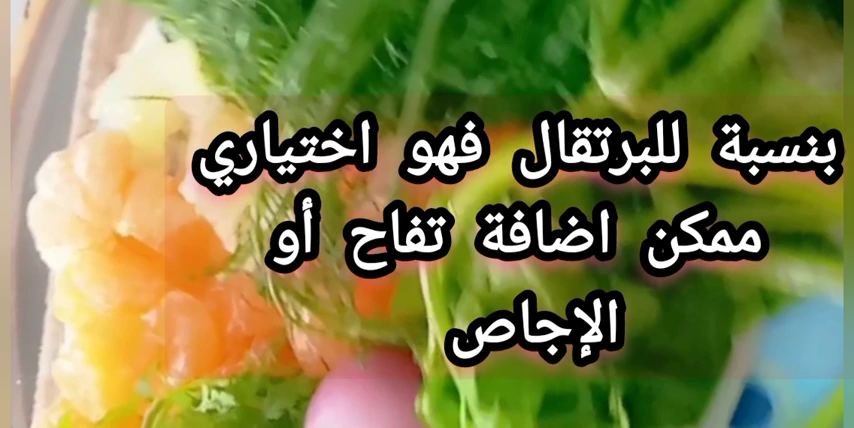 بنسبة للبرتقال فهو اختياري
ممكن اضافة تفاح أو
الإجاص